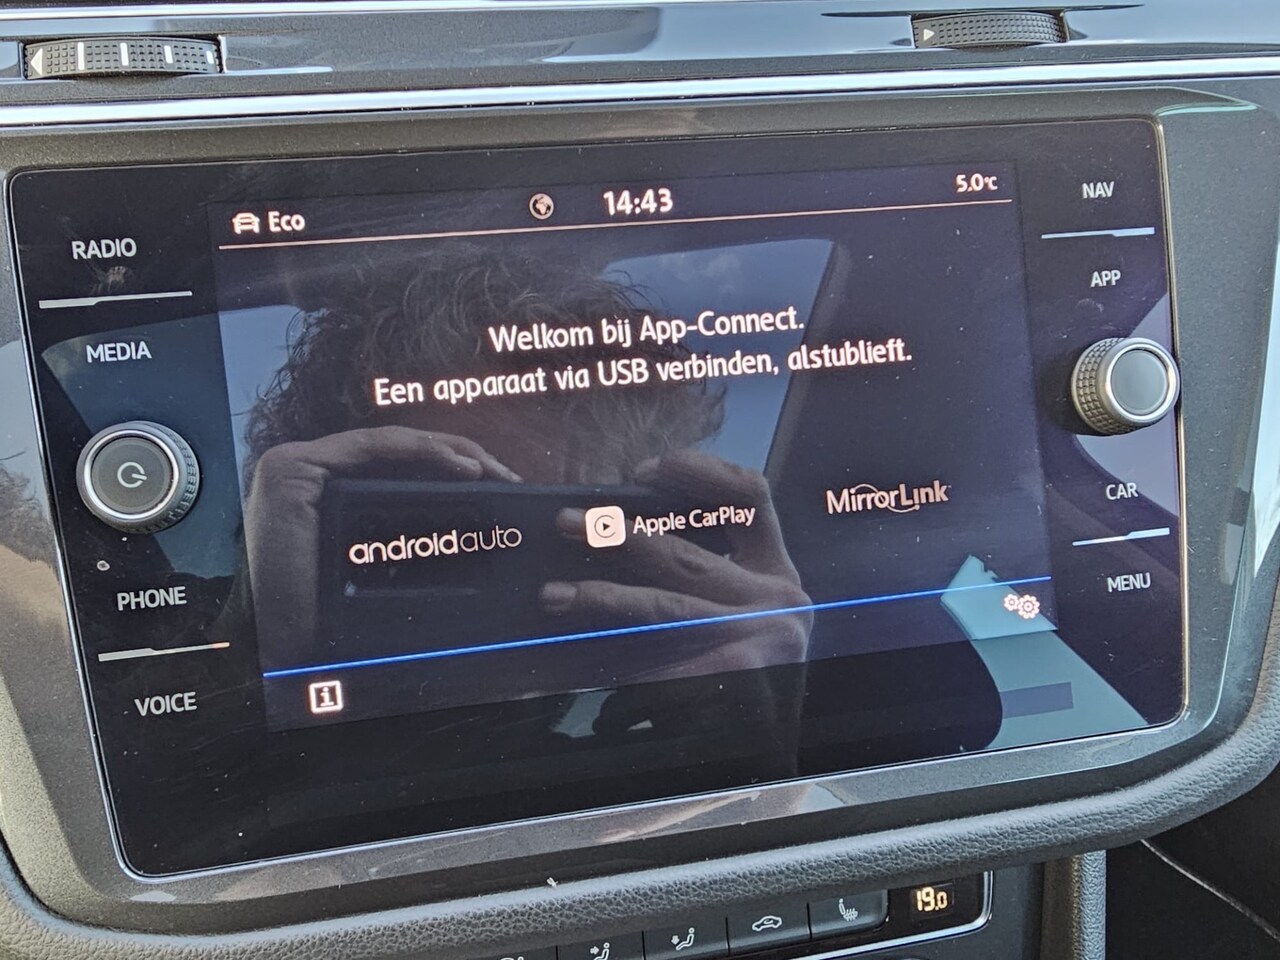 RADIO
MEDIA
PHONE
VOICE
Eco
14:43
5.0°C
Welkom bij App-Connect.
Een apparaat via USB verbinden, alstublieft.
androidauto
Apple CarPlay
MirrorLink
i
NAV
APP
CAR
MENU
19.0